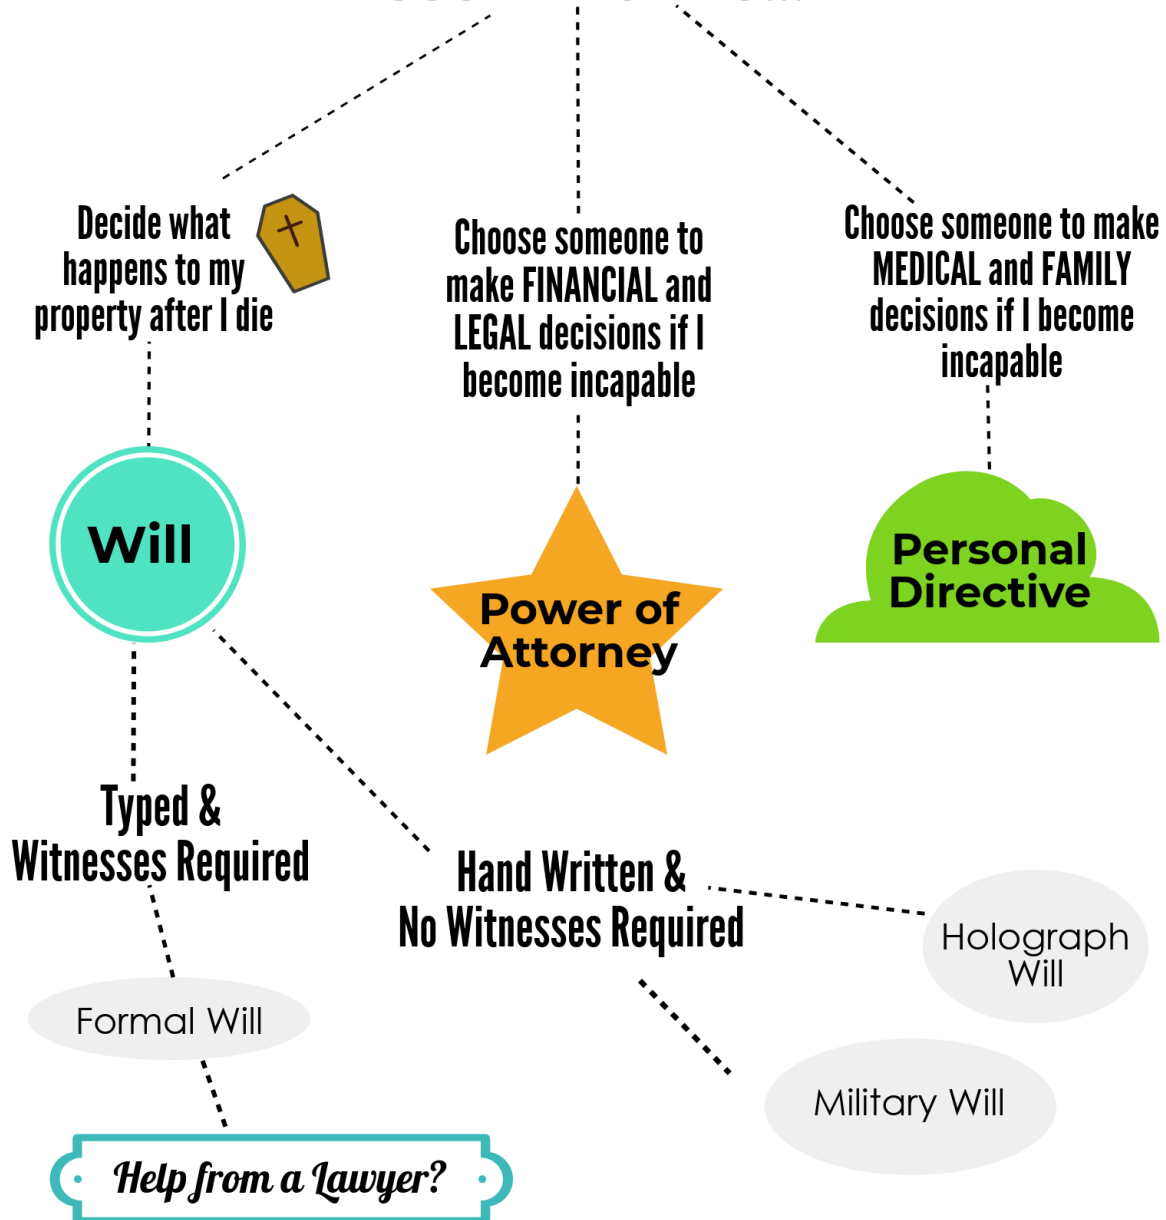 Decide what
happens to my
property after I die
Choose someone to
make FINANCIAL and
LEGAL decisions if I
become incapable
Choose someone to make
MEDICAL and FAMILY
decisions if I become
incapable
Will
Power of
Attorney
Personal
Directive
Typed &
Witnesses Required
Hand Written &
No Witnesses Required
Holograph
Will
Formal Will
Military Will
Help from a Lawyer?